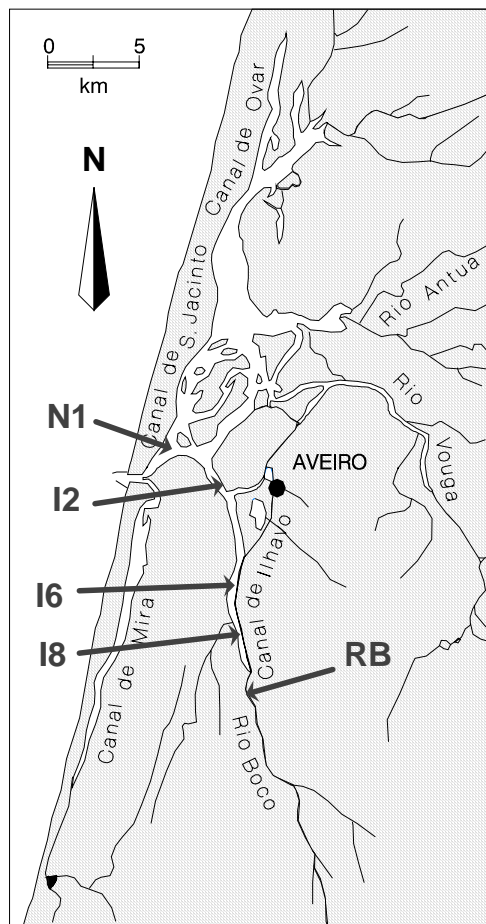 0 5
km
N
Canal de Ovar
Canal de S. Jacinto
Rio Antua
Rio
Vouga
N1
AVEIRO
I2
Canal de Ilhavo
I6
I8
Canal de Mira
RB
Rio Boco